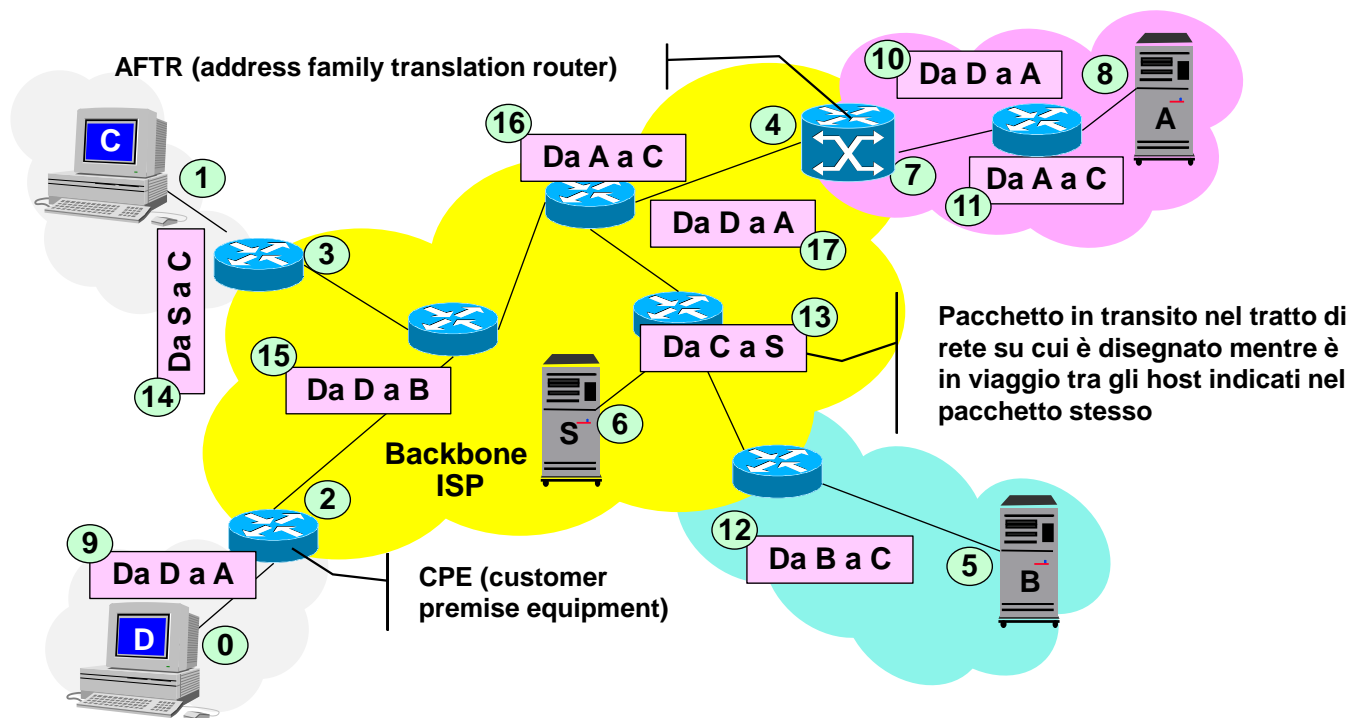 AFTR (address family translation router)
10
Da D a A
8
A
4
7
Da A a C
11
16
Da A a C
C
1
Da S a C
14
3
Da D a A
17
13
Da C a S
Pacchetto in transito nel tratto di
rete su cui è disegnato mentre è
in viaggio tra gli host indicati nel
pacchetto stesso
15
Da D a B
S
6
Backbone
ISP
2
12
Da B a C
5
B
9
Da D a A
CPE (customer
premise equipment)
D
0